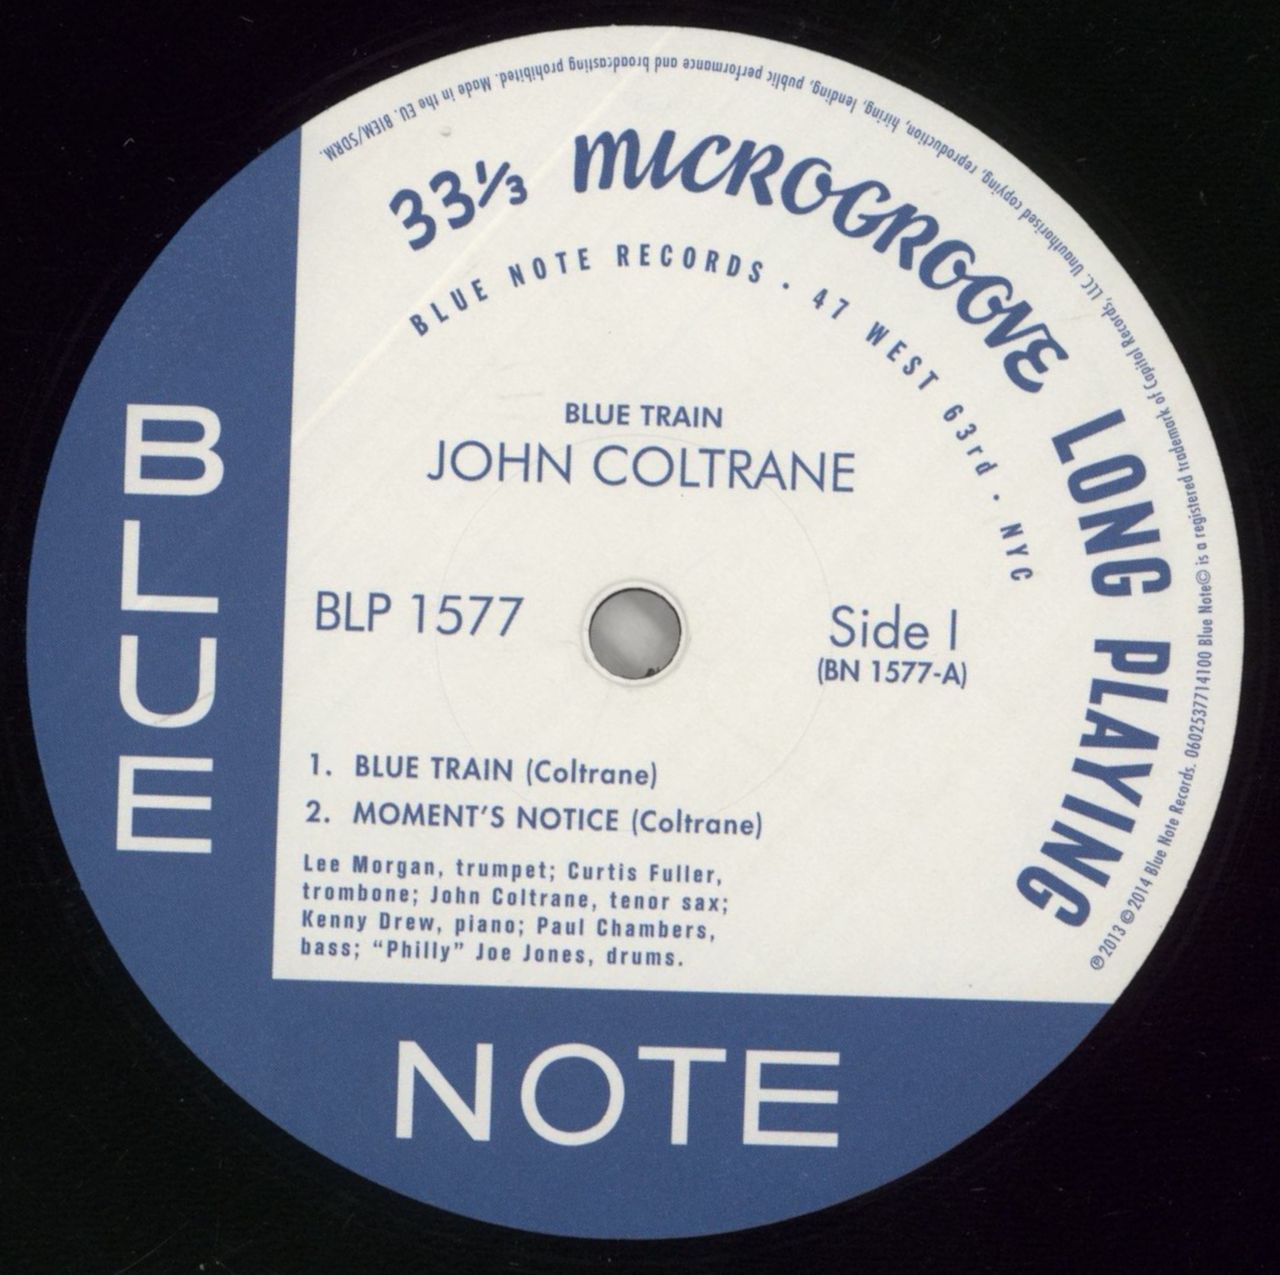 ℗2013 ©2014 Blue Note Records. 0602537714100 Blue Note© is a registered trademark of Capitol Records, LLC. Unauthorised copying, reproduction, hiring, lending, public performance and broadcasting prohibited. Made in the EU. BIEM/SDRM.
33⅓ MICROGROOVE LONG PLAYING
BLUE NOTE RECORDS · 47 WEST 63rd · NYC
BLUE TRAIN
JOHN COLTRANE
BLP 1577
Side I
(BN 1577-A)
1. BLUE TRAIN (Coltrane)
2. MOMENT'S NOTICE (Coltrane)
Lee Morgan, trumpet; Curtis Fuller,
trombone; John Coltrane, tenor sax;
Kenny Drew, piano; Paul Chambers,
bass; "Philly" Joe Jones, drums.
BLUE
NOTE